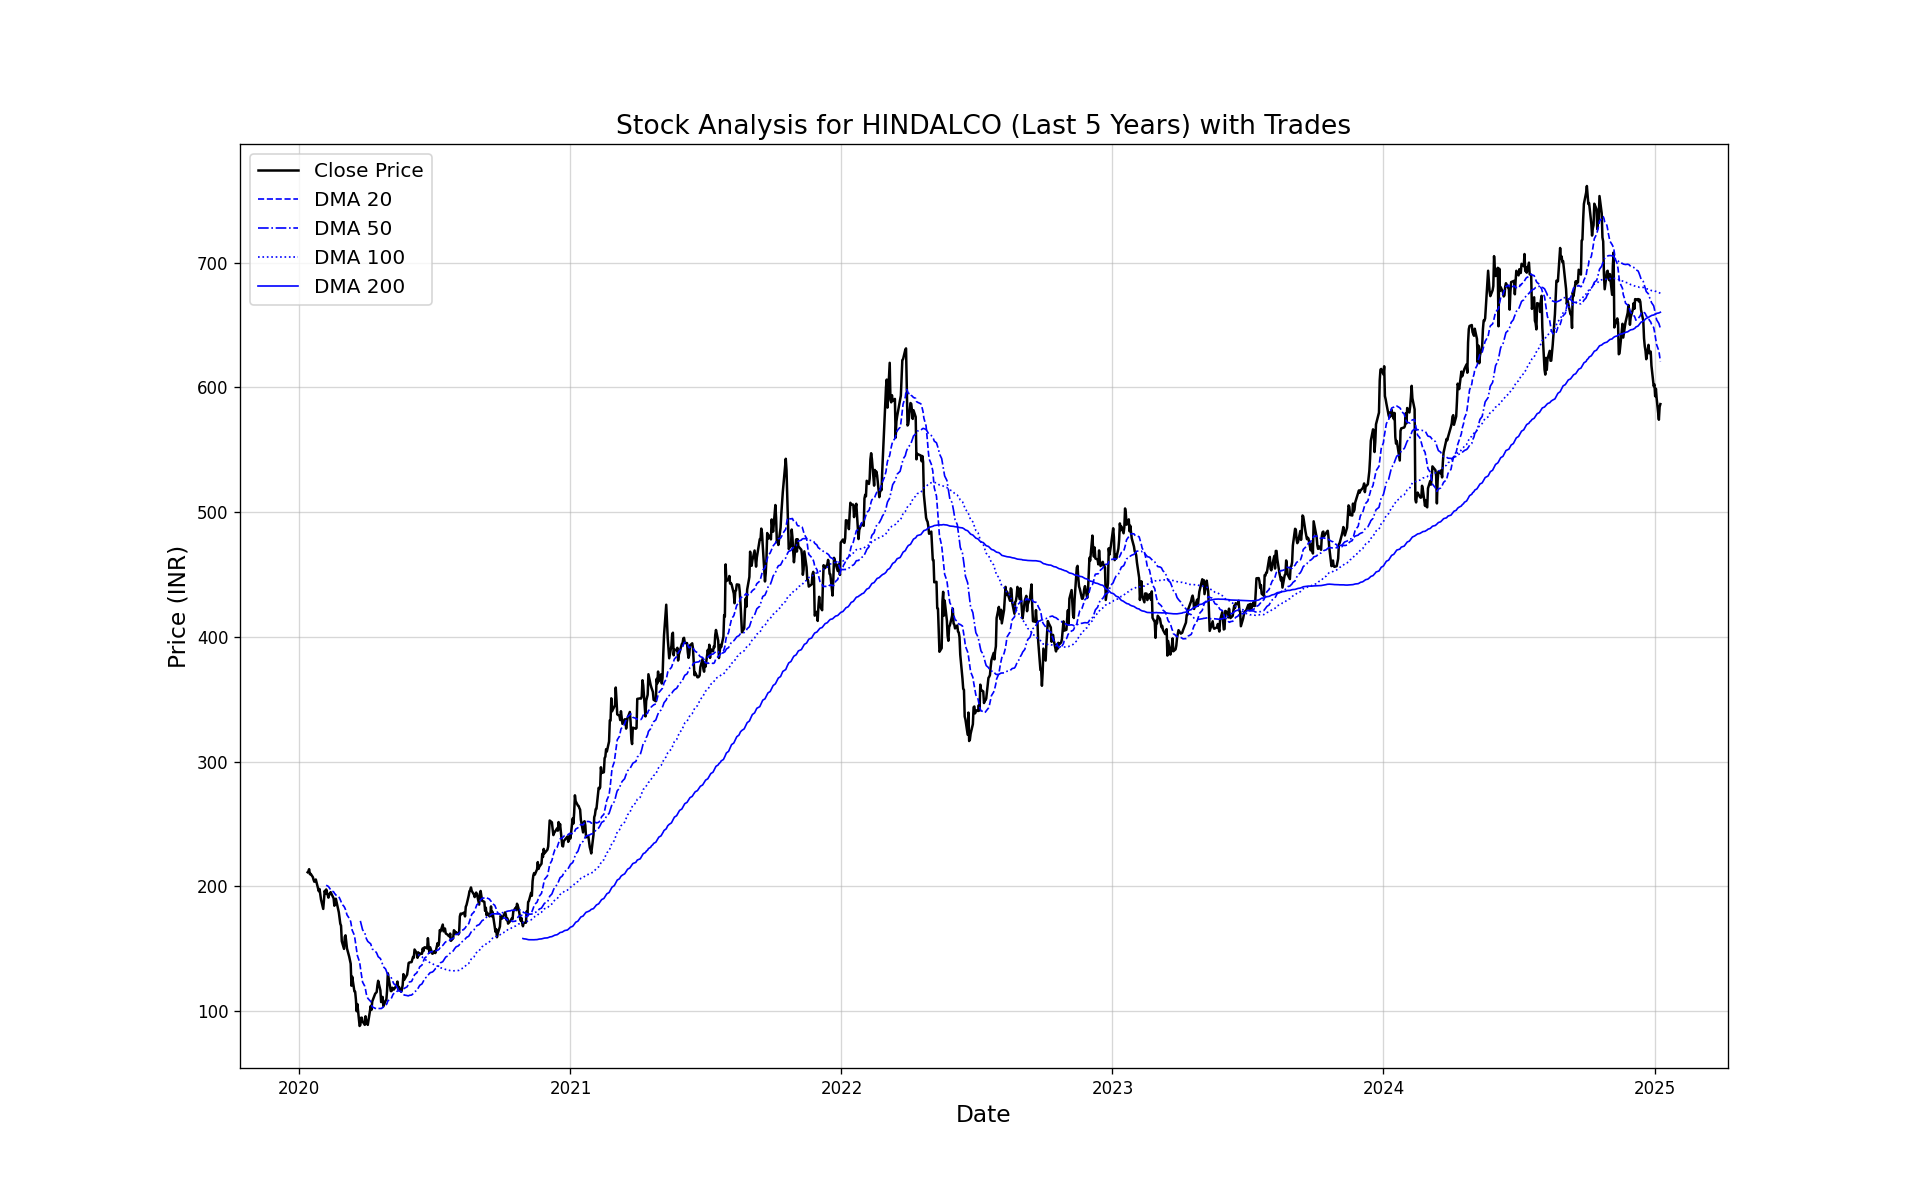 Stock Analysis for HINDALCO (Last 5 Years) with Trades
Close Price
DMA 20
DMA 50
DMA 100
DMA 200
Price (INR)
700
600
500
400
300
200
100
2020
2021
2022
2023
2024
2025
Date